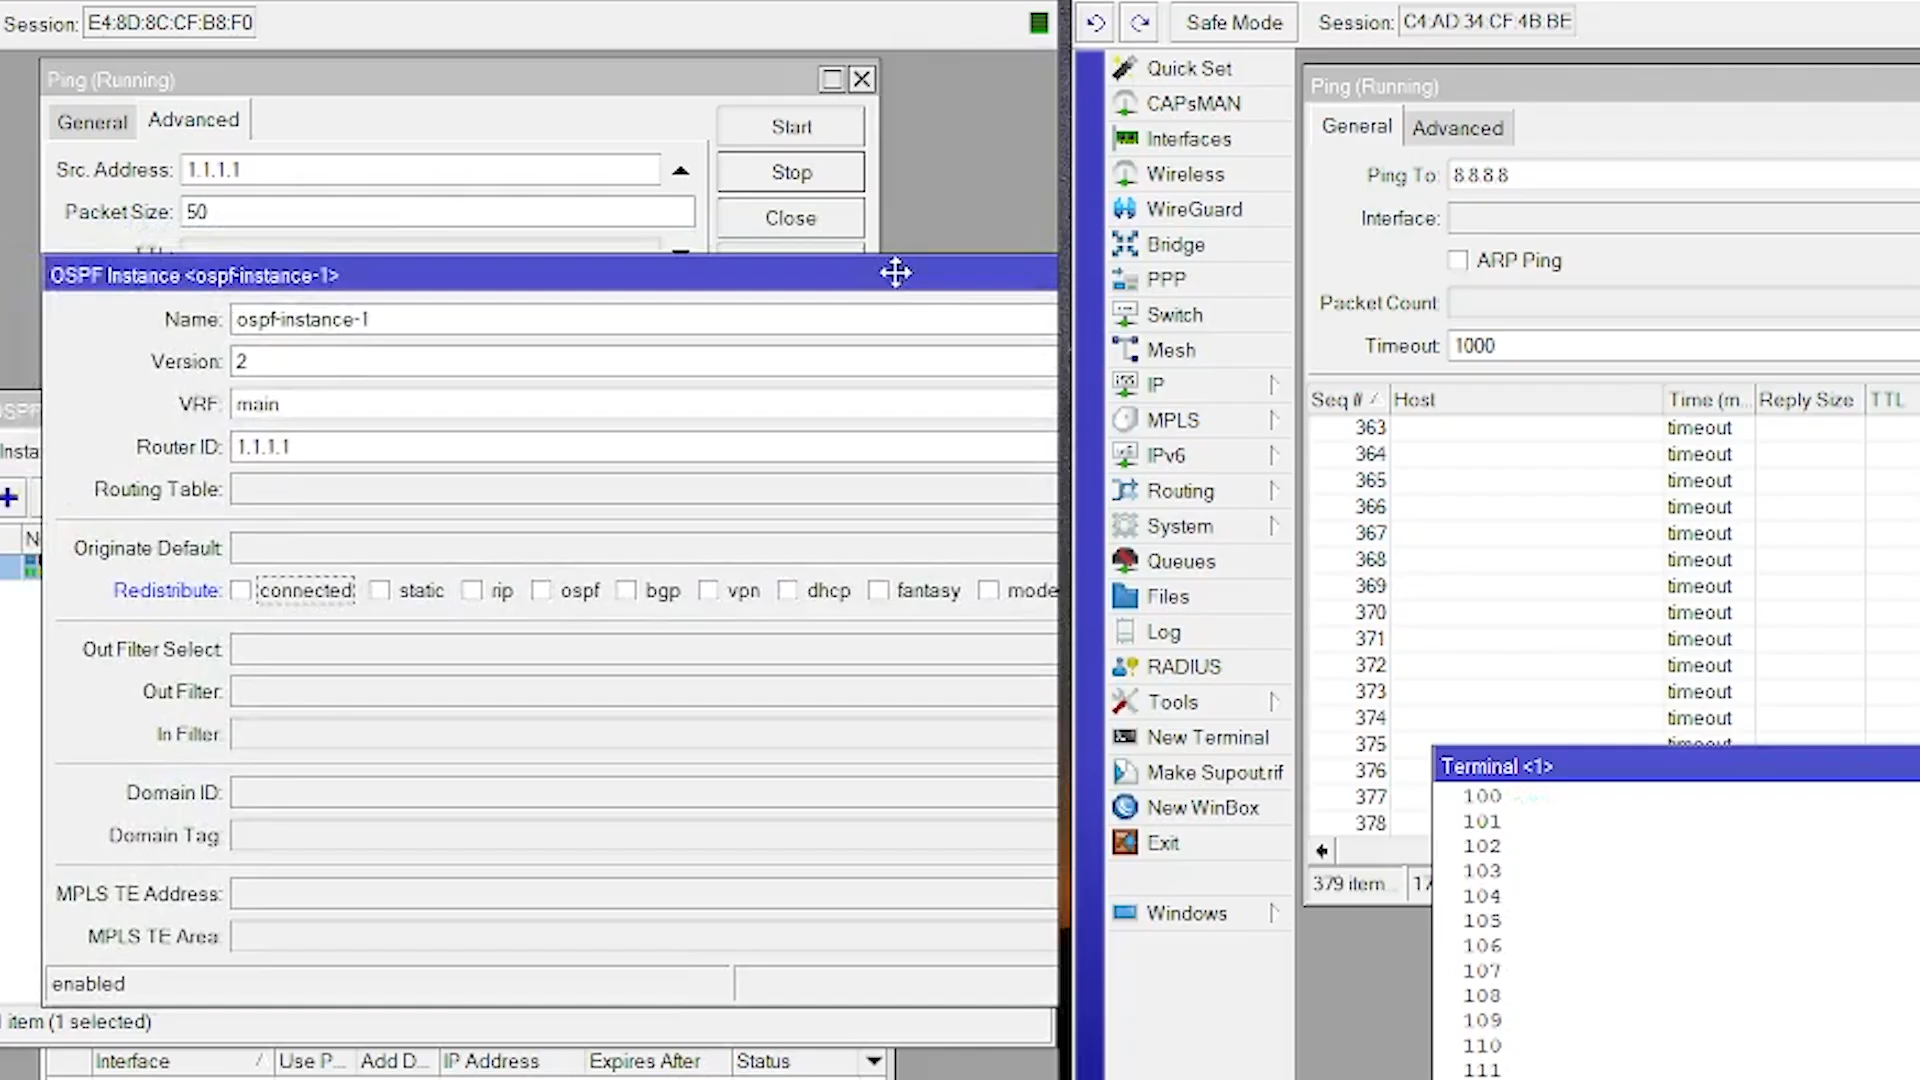 Session: E4:8D:8C:CF:B8:F0
Ping (Running)
General Advanced
Src. Address: 1.1.1.1
Packet Size: 50
Start
Stop
Close
OSPF Instance <ospf-instance-1>
Name: ospf-instance-1
Version: 2
VRF: main
Router ID: 1.1.1.1
Routing Table:
Originate Default:
Redistribute: connected static rip ospf bgp vpn dhcp fantasy mode
Out Filter Select:
Out Filter:
In Filter:
Domain ID:
Domain Tag:
MPLS TE Address:
MPLS TE Area:
enabled
item (1 selected)
Interface Use P... Add D... IP Address Expires After Status
Safe Mode Session: C4:AD:34:CF:4B:BE
Quick Set
CAPsMAN
Interfaces
Wireless
WireGuard
Bridge
PPP
Switch
Mesh
IP
MPLS
IPv6
Routing
System
Queues
Files
Log
RADIUS
Tools
New Terminal
Make Supout.rif
New WinBox
Exit
Windows
Ping (Running)
General Advanced
Ping To: 8.8.8.8
Interface:
ARP Ping
Packet Count:
Timeout: 1000
Seq # Host Time (m... Reply Size TTL
363 timeout
364 timeout
365 timeout
366 timeout
367 timeout
368 timeout
369 timeout
370 timeout
371 timeout
372 timeout
373 timeout
374 timeout
375 timeout
376
377
378
379 item...
Terminal <1>
100
101
102
103
104
105
106
107
108
109
110
111